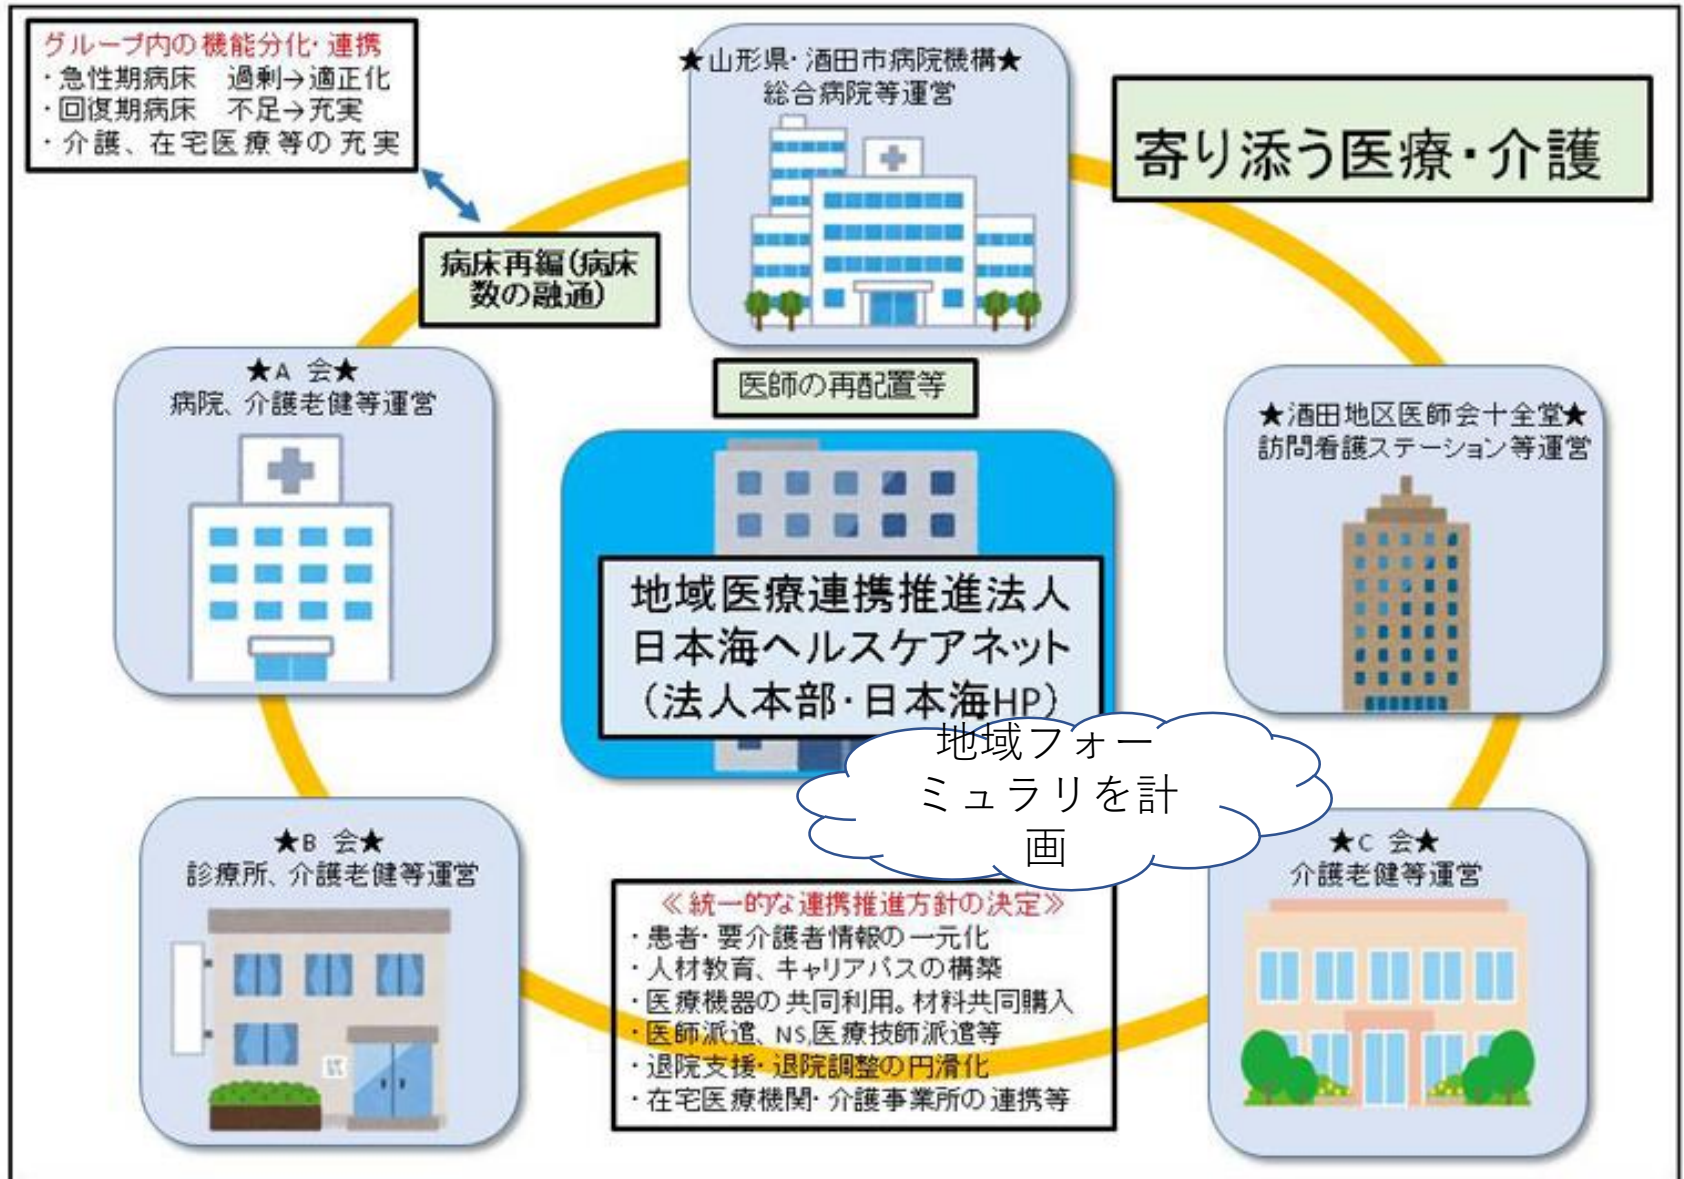 グループ内の機能分化・連携
・急性期病床　過剰→適正化
・回復期病床　不足→充実
・介護、在宅医療等の充実
★山形県・酒田市病院機構★
総合病院等運営
寄り添う医療・介護
病床再編(病床
数の融通)
★A 会★
病院、介護老健等運営
医師の再配置等
★酒田地区医師会十全堂★
訪問看護ステーション等運営
地域医療連携推進法人
日本海ヘルスケアネット
(法人本部・日本海HP)
地域フォー
ミュラリを計
画
★B 会★
診療所、介護老健等運営
★C 会★
介護老健等運営
≪統一的な連携推進方針の決定≫
・患者・要介護者情報の一元化
・人材教育、キャリアパスの構築
・医療機器の共同利用。材料共同購入
・医師派遣、NS,医療技師派遣等
・退院支援・退院調整の円滑化
・在宅医療機関・介護事業所の連携等